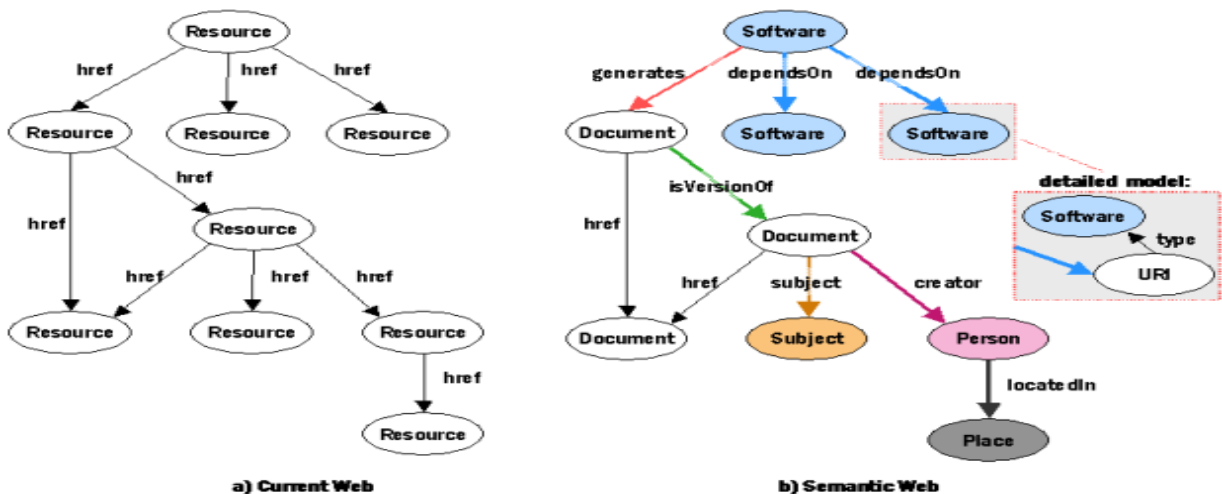 Resource
href
href
href
Resource
Resource
Resource
href
href
Resource
href
href
href
Resource
Resource
Resource
href
Resource
a) Current Web
Software
generates
dependsOn
dependsOn
Document
Software
Software
isVersionOf
detailed model:
Software
type
URI
href
Document
href
subject
creator
Document
Subject
Person
locatedIn
Place
b) Semantic Web